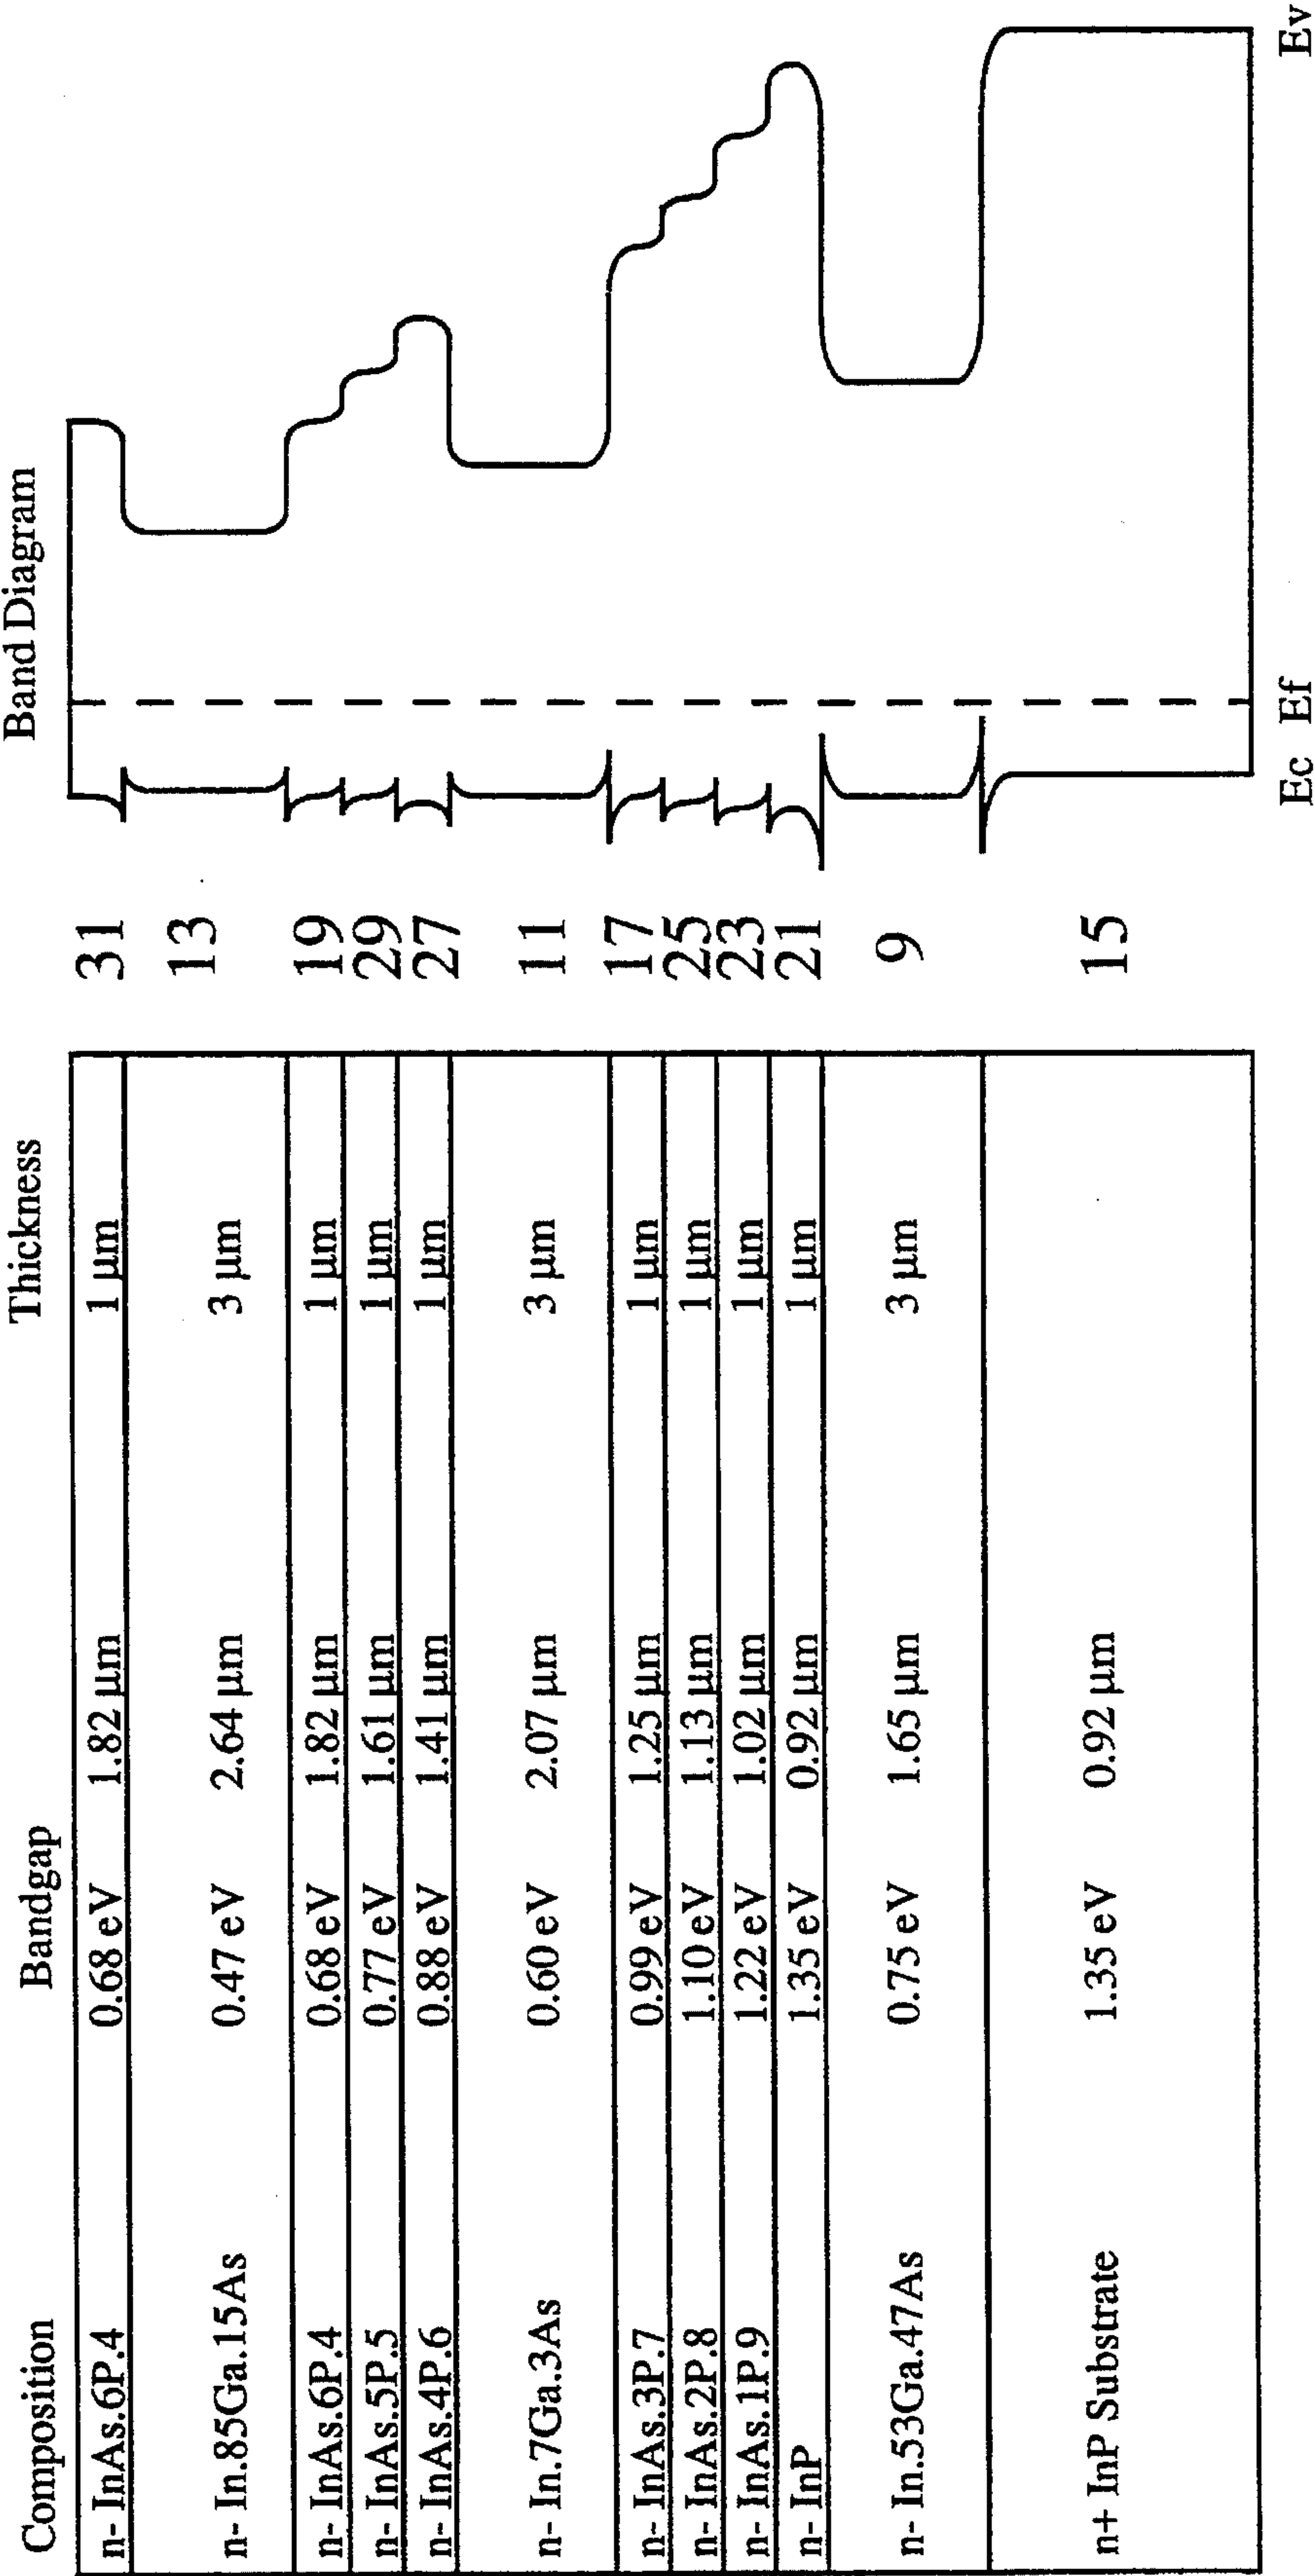 Composition Bandgap Thickness Band Diagram
n- InAs.6P.4 0.68 eV 1.82 μm 1 μm 31
n- In.85Ga.15As 0.47 eV 2.64 μm 3 μm 13
n- InAs.6P.4 0.68 eV 1.82 μm 1 μm 19
n- InAs.5P.5 0.77 eV 1.61 μm 1 μm 29
n- InAs.4P.6 0.88 eV 1.41 μm 1 μm 27
n- In.7Ga.3As 0.60 eV 2.07 μm 3 μm 11
n- InAs.3P.7 0.99 eV 1.25 μm 1 μm 17
n- InAs.2P.8 1.10 eV 1.13 μm 1 μm 25
n- InAs.1P.9 1.22 eV 1.02 μm 1 μm 23
n- InP 1.35 eV 0.92 μm 1 μm 21
n- In.53Ga.47As 0.75 eV 1.65 μm 3 μm 9
n+ InP Substrate 1.35 eV 0.92 μm 15
Ec Ef Ev